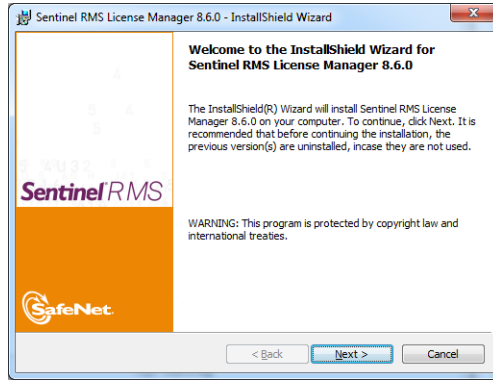 Sentinel RMS License Manager 8.6.0 - InstallShield Wizard
Welcome to the InstallShield Wizard for
Sentinel RMS License Manager 8.6.0
The InstallShield(R) Wizard will install Sentinel RMS License
Manager 8.6.0 on your computer. To continue, click Next. It is
recommended that before continuing the installation, the
previous version(s) are uninstalled, incase they are not used.
Sentinel RMS
WARNING: This program is protected by copyright law and
international treaties.
SafeNet.
< Back
Next >
Cancel